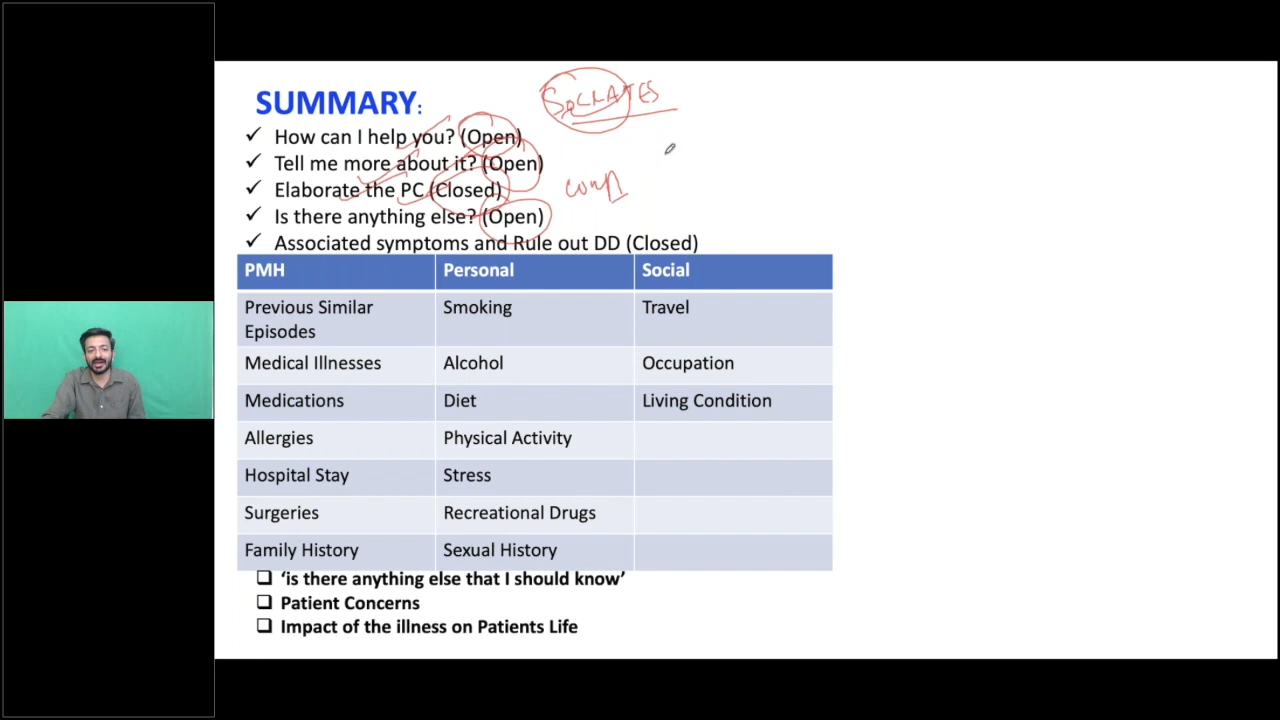 SUMMARY:
SOCRATES
✓ How can I help you? (Open)
✓ Tell me more about it? (Open)
✓ Elaborate the PC (Closed)
✓ Is there anything else? (Open)
✓ Associated symptoms and Rule out DD (Closed)
PMH Personal Social
Previous Similar Episodes Smoking Travel
Medical Illnesses Alcohol Occupation
Medications Diet Living Condition
Allergies Physical Activity
Hospital Stay Stress
Surgeries Recreational Drugs
Family History Sexual History
❑ ‘is there anything else that I should know’
❑ Patient Concerns
❑ Impact of the illness on Patients Life